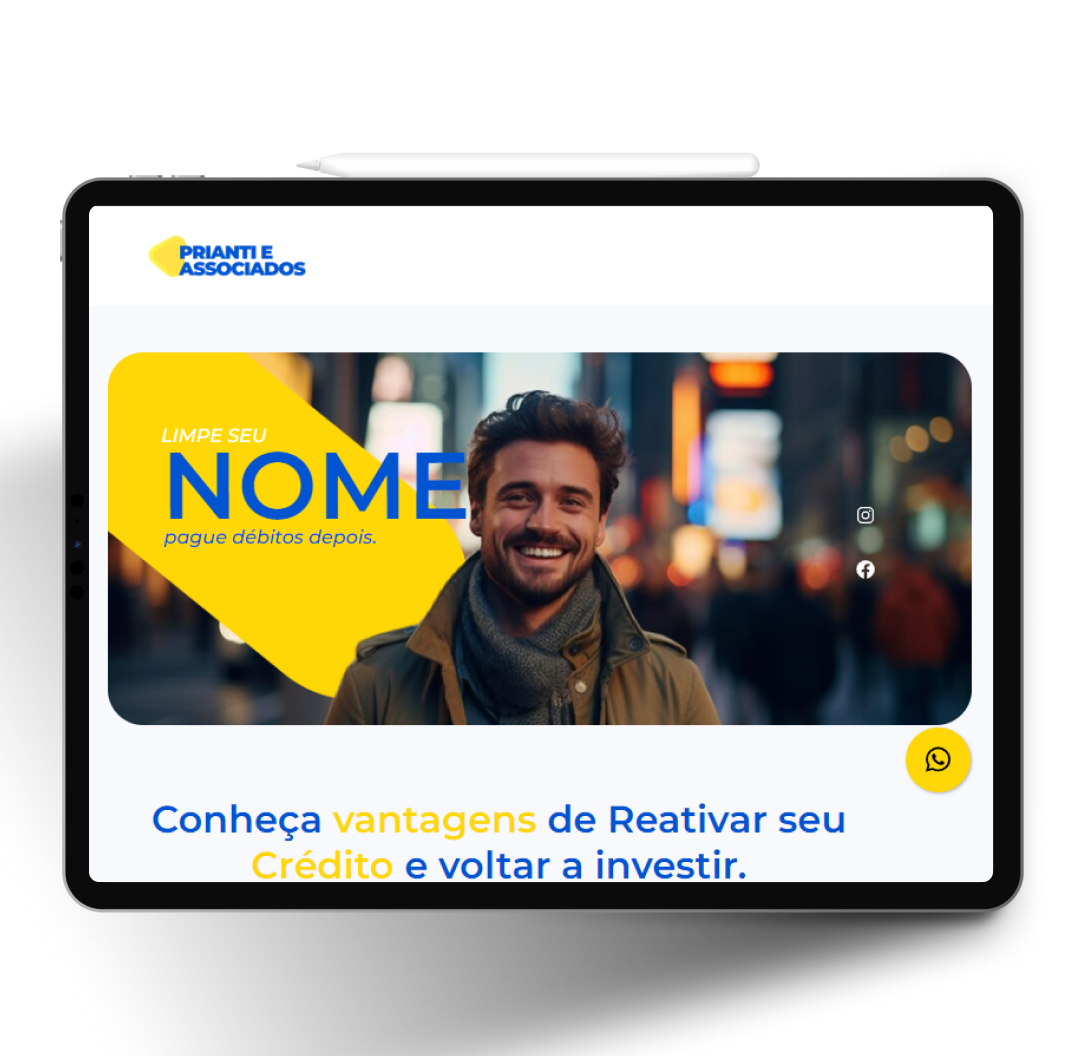 PRIANTI E
ASSOCIADOS
LIMPE SEU
NOME
pague débitos depois.
Conheça vantagens de Reativar seu
Crédito e voltar a investir.